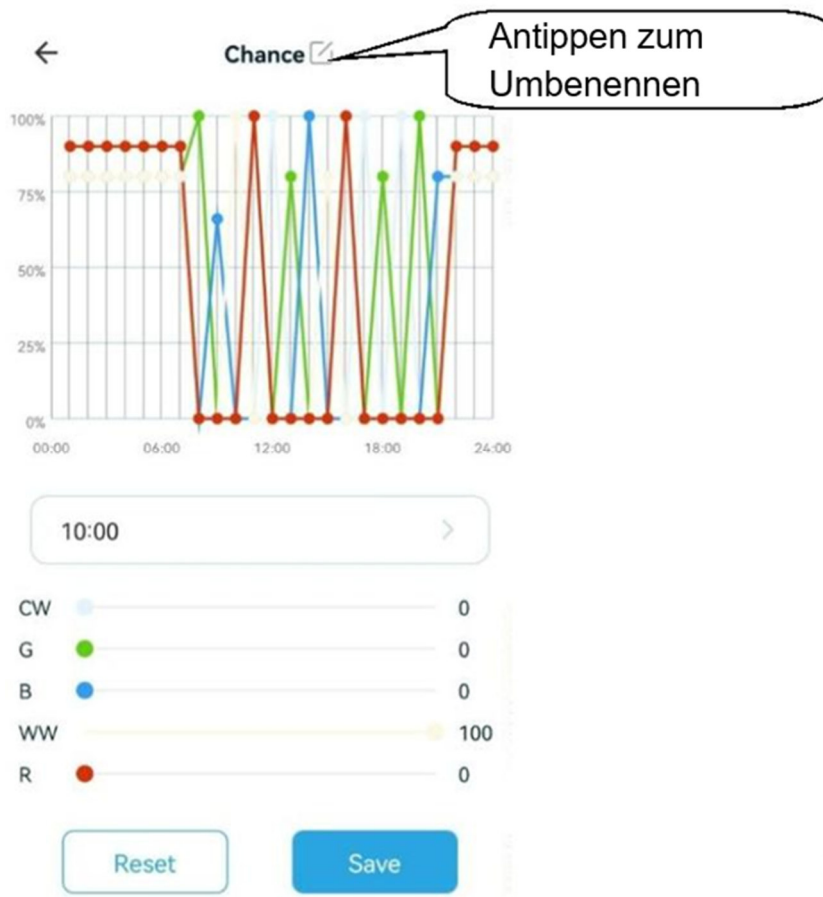 Chance
Antippen zum
Umbenennen
100%
75%
50%
25%
0%
00:00 06:00 12:00 18:00 24:00
10:00
CW 0
G 0
B 0
WW 100
R 0
Reset Save